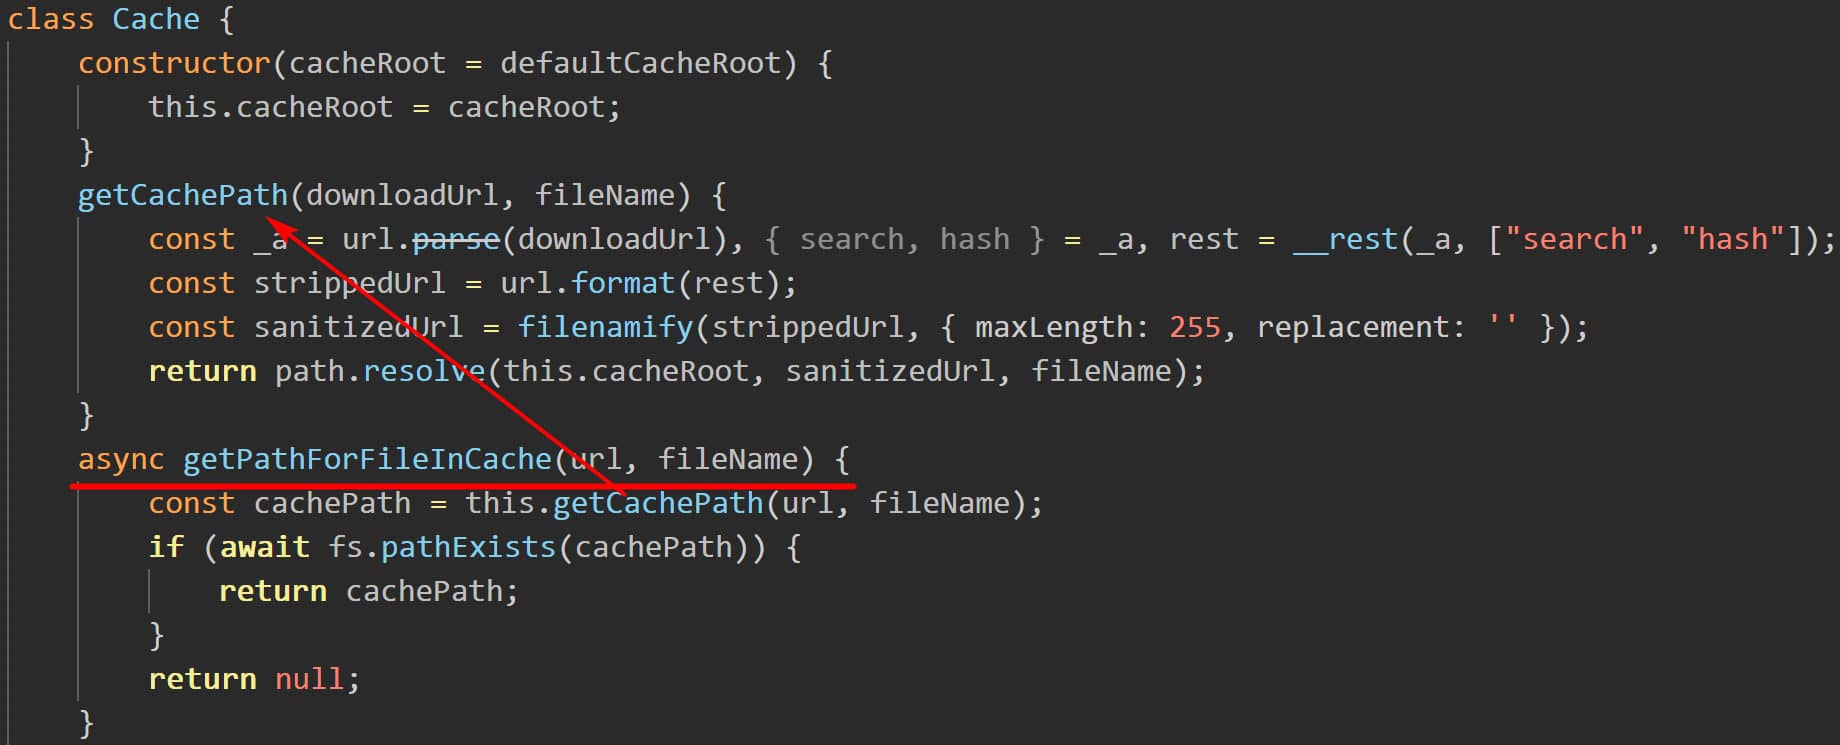 class Cache {
constructor(cacheRoot = defaultCacheRoot) {
this.cacheRoot = cacheRoot;
}
getCachePath(downloadUrl, fileName) {
const _a = url.parse(downloadUrl), { search, hash } = _a, rest = __rest(_a, ["search", "hash"]);
const strippedUrl = url.format(rest);
const sanitizedUrl = filenamify(strippedUrl, { maxLength: 255, replacement: '' });
return path.resolve(this.cacheRoot, sanitizedUrl, fileName);
}
async getPathForFileInCache(url, fileName) {
const cachePath = this.getCachePath(url, fileName);
if (await fs.pathExists(cachePath)) {
return cachePath;
}
return null;
}